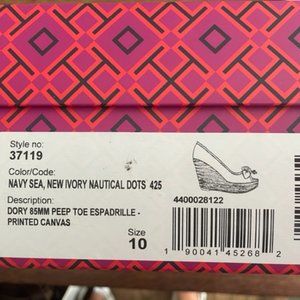 Style no:
37119
Color/Code:
NAVY SEA, NEW IVORY NAUTICAL DOTS 425
Description:
4400028122
DORY 85MM PEEP TOE ESPADRILLE -
PRINTED CANVAS
Size
10
1 90041 45268 2